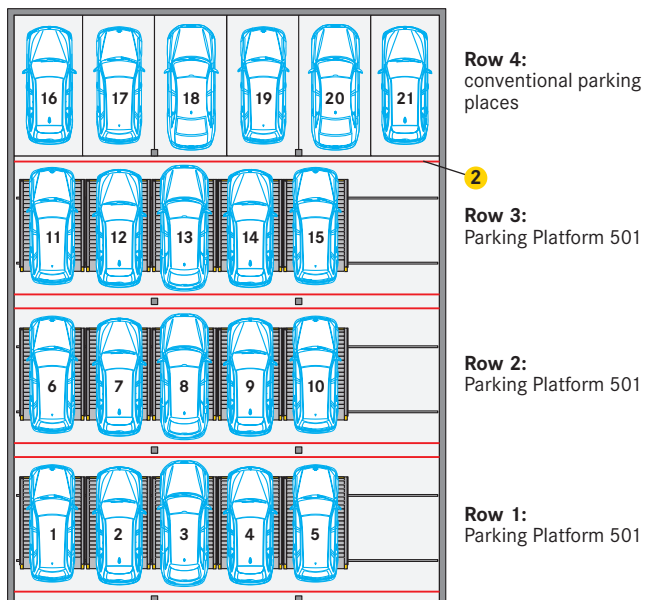 16 17 18 19 20 21
Row 4:
conventional parking
places
2
11 12 13 14 15
Row 3:
Parking Platform 501
6 7 8 9 10
Row 2:
Parking Platform 501
1 2 3 4 5
Row 1:
Parking Platform 501